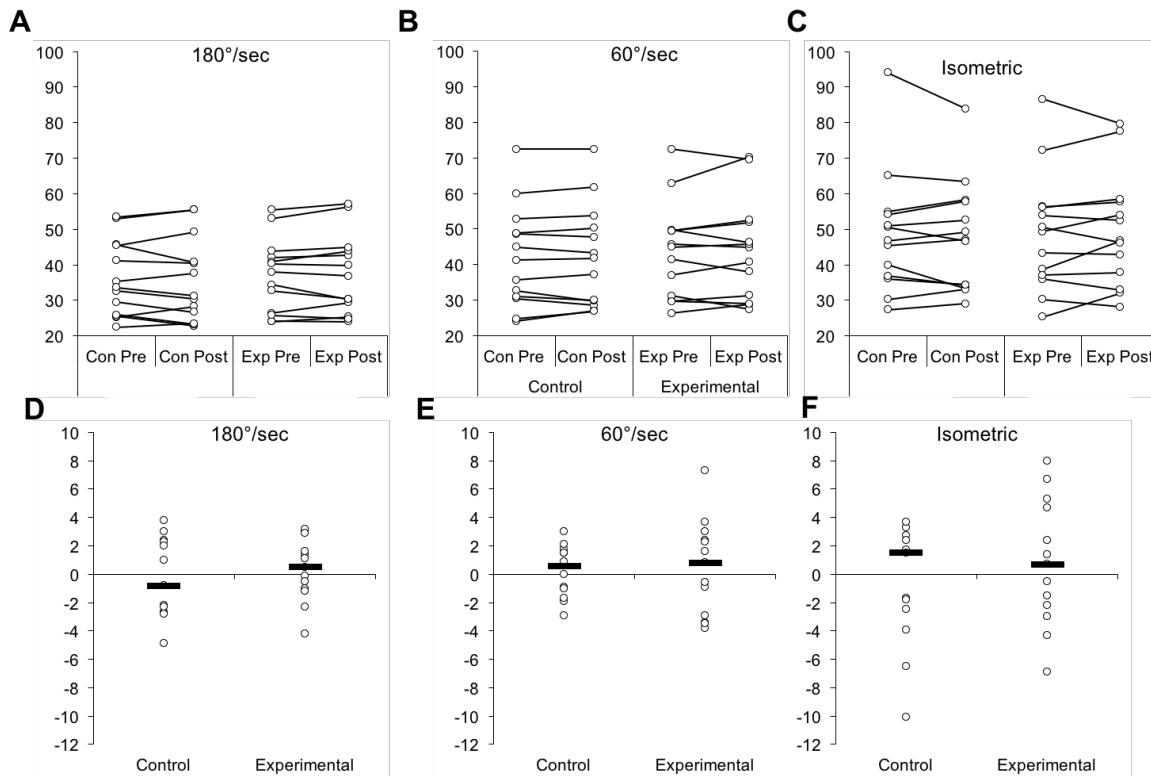 A
180°/sec
100
90
80
70
60
50
40
30
20
Con Pre
Con Post
Exp Pre
Exp Post
B
60°/sec
100
90
80
70
60
50
40
30
20
Con Pre
Con Post
Exp Pre
Exp Post
Control
Experimental
C
Isometric
100
90
80
70
60
50
40
30
20
Con Pre
Con Post
Exp Pre
Exp Post
D
180°/sec
10
8
6
4
2
0
-2
-4
-6
-8
-10
-12
Control
Experimental
E
60°/sec
10
8
6
4
2
0
-2
-4
-6
-8
-10
-12
Control
Experimental
F
Isometric
10
8
6
4
2
0
-2
-4
-6
-8
-10
-12
Control
Experimental